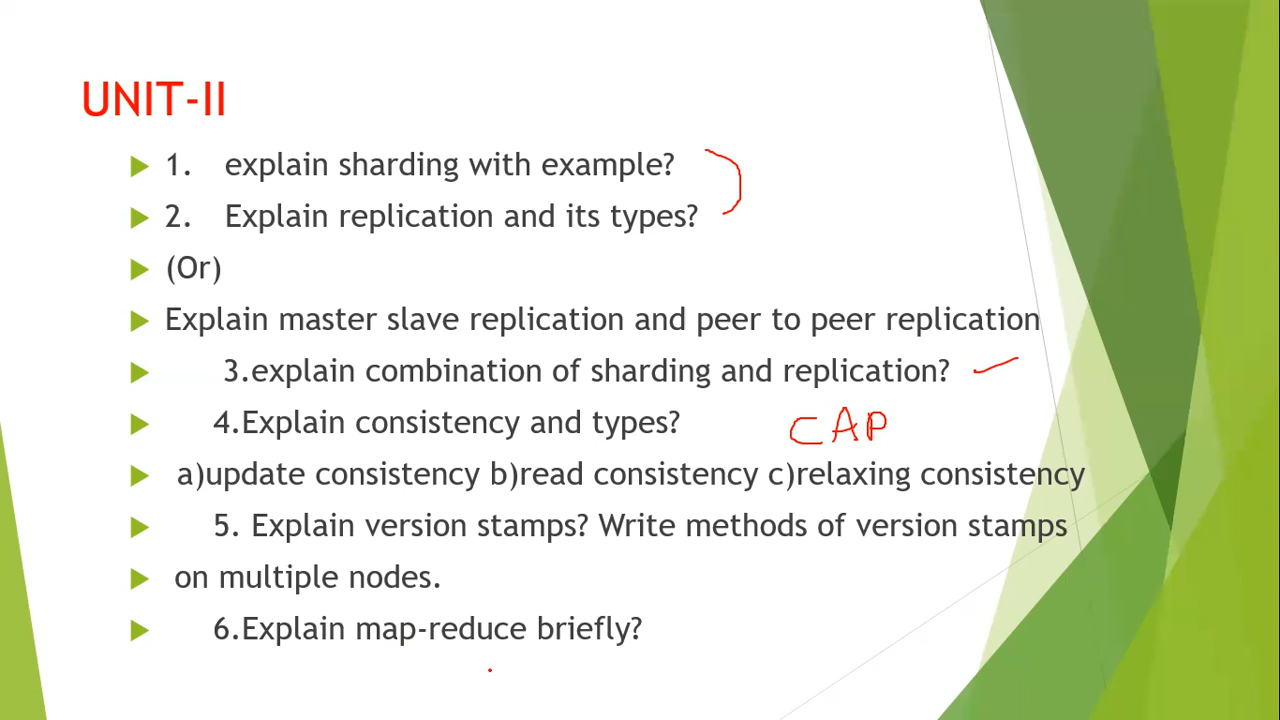 UNIT-II
1. explain sharding with example?
2. Explain replication and its types?
(Or)
Explain master slave replication and peer to peer replication
3.explain combination of sharding and replication?
4.Explain consistency and types? CAP
a)update consistency b)read consistency c)relaxing consistency
5. Explain version stamps? Write methods of version stamps
on multiple nodes.
6.Explain map-reduce briefly?